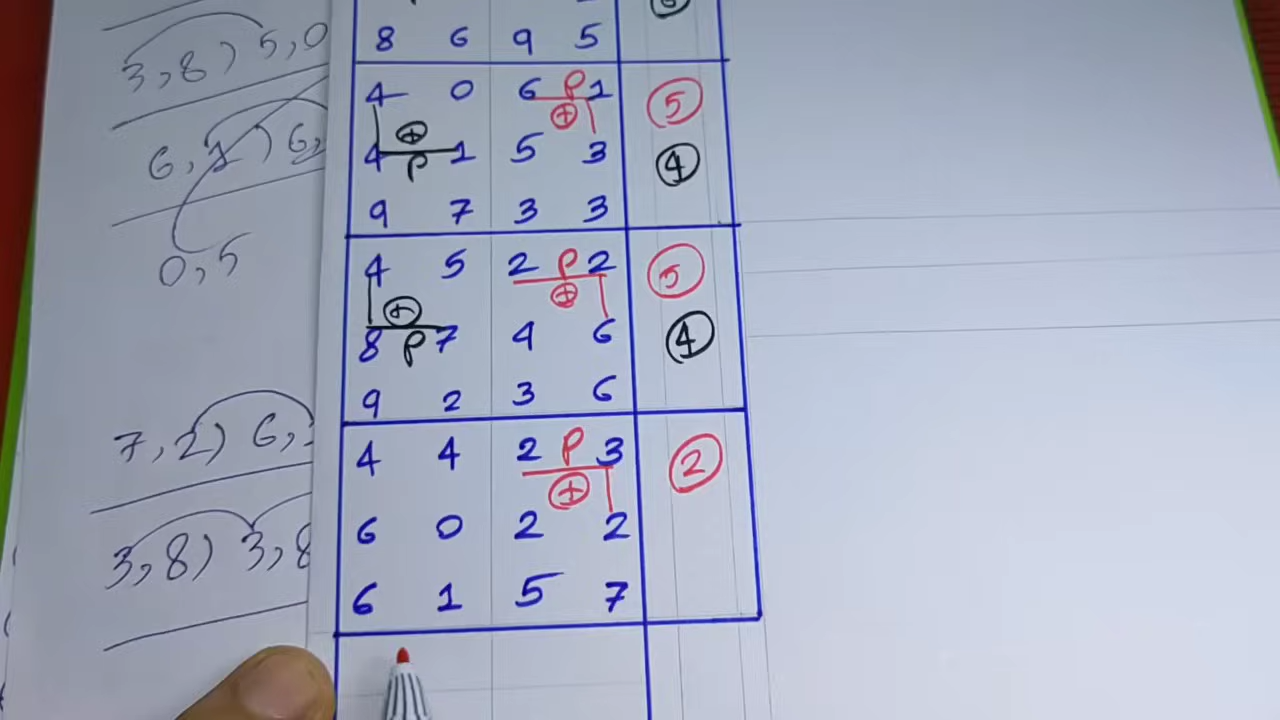 3,8) 5,0
6,1) 6,
0,5
7,2) 6,
3,8) 3,8
8 6 9 5
4 0 6 P 1 5
+ +
4 P 1 5 3 4
9 7 3 3
4 5 2 P 2 5
+ +
8 P 7 4 6 4
9 2 3 6
4 4 2 P 3 2
+
6 0 2 2
6 1 5 7